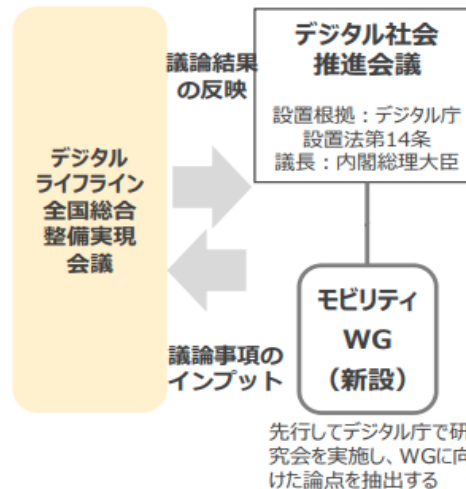 デジタル
ライフライン
全国総合
整備実現
会議
議論結果
の反映
デジタル社会
推進会議
設置根拠：デジタル庁
設置法第14条
議長：内閣総理大臣
議論事項の
インプット
モビリティ
WG
（新設）
先行してデジタル庁で研
究会を実施し、WGに向
けた論点を抽出する